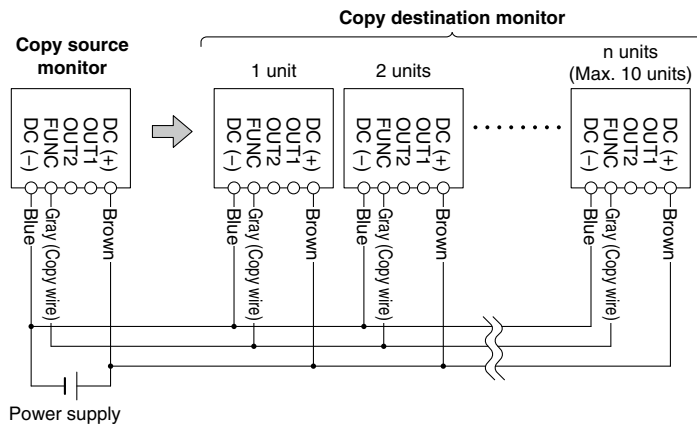 Copy destination monitor
Copy source
monitor
1 unit
2 units
n units
(Max. 10 units)
DC (−)
FUNC
OUT2
OUT1
DC (+)
DC (−)
FUNC
OUT2
OUT1
DC (+)
DC (−)
FUNC
OUT2
OUT1
DC (+)
DC (−)
FUNC
OUT2
OUT1
DC (+)
Blue
Gray (Copy wire)
Brown
Blue
Gray (Copy wire)
Brown
Blue
Gray (Copy wire)
Brown
Blue
Gray (Copy wire)
Brown
Power supply